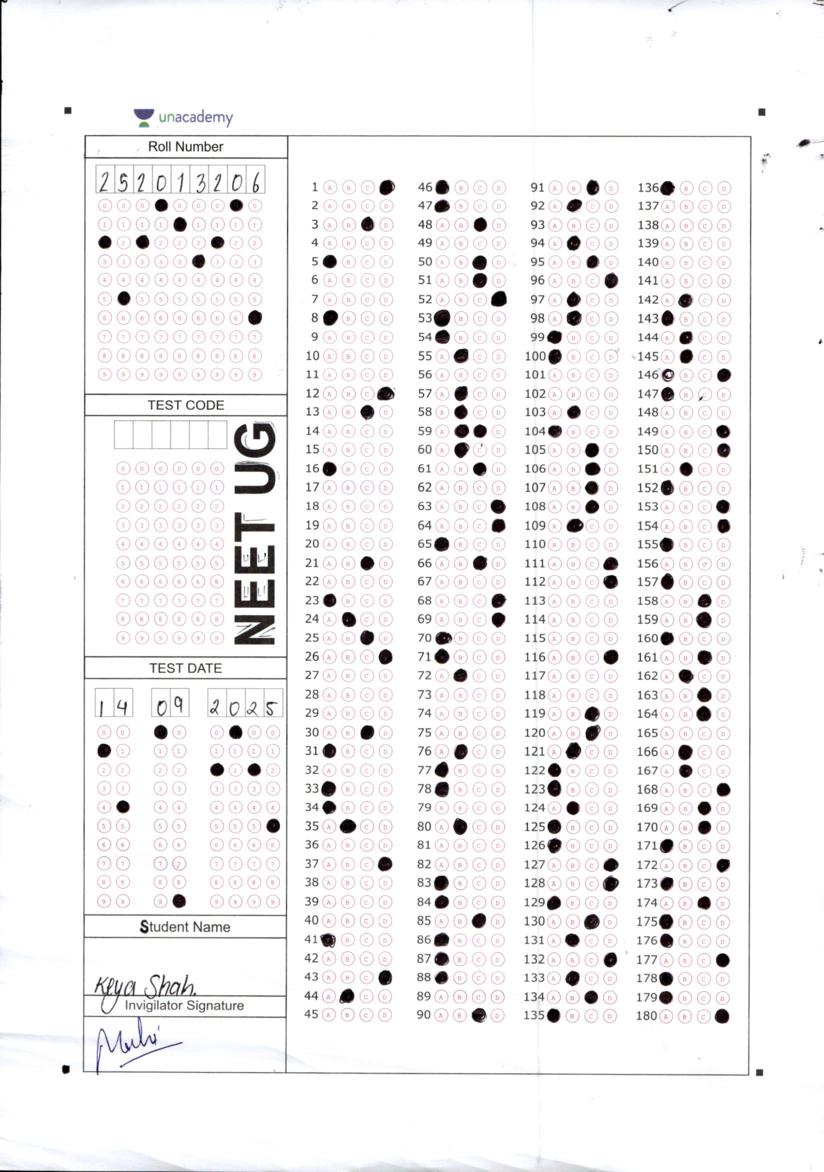 unacademy
Roll Number
2 5 2 0 1 3 2 0 6
TEST CODE
NEET UG
TEST DATE
1 4 0 9 2 0 2 5
Student Name
Keya Shah.
Invigilator Signature
1 A B C
2 A B C D
3 A B D
4 A B C D
5 B C D
6 A B C D
7 A B C D
8 B C D
9 A B C D
10 A B C D
11 A B C D
12 A B C
13 A B D
14 A B C D
15 A B C D
16 B C D
17 A B C D
18 A B C D
19 A B C D
20 A B C D
21 A B D
22 A B C D
23 B C D
24 A C D
25 A B D
26 A B C
27 A B C D
28 A B C D
29 A B C D
30 A B D
31 B C D
32 A B C D
33 B C D
34 B C D
35 A C D
36 A B C D
37 A B C
38 A B C D
39 A B C D
40 A B C D
41 B C D
42 A B C D
43 A B C
44 A C D
45 A B C D
46 B C D
47 B C D
48 A B D
49 A B C D
50 A B D
51 A B D
52 A B C
53 B C D
54 B C D
55 A C D
56 A B C D
57 A C D
58 A C D
59 A D
60 A C D
61 A B D
62 A B C D
63 A B C
64 A B C
65 B C D
66 A B D
67 A B C D
68 A B C
69 A B C
70 B C D
71 B C D
72 A C D
73 A B C D
74 A B C D
75 A B C D
76 A C D
77 B C D
78 B C D
79 A B C D
80 A C D
81 A B C D
82 A B C D
83 B C D
84 B C D
85 A B D
86 B C D
87 B C D
88 B C D
89 A B C D
90 A B D
91 A B D
92 A C D
93 A B C D
94 A C D
95 A B D
96 A B C
97 A C D
98 A C D
99 B C D
100 B C D
101 A B C D
102 A B C D
103 A C D
104 B C D
105 A B D
106 A B D
107 A B D
108 A B D
109 A C D
110 A B C D
111 A B C
112 A B C
113 A B C D
114 A B C D
115 A B C D
116 A B C
117 A B C D
118 A B C D
119 A B D
120 A B D
121 A C D
122 B C D
123 B C D
124 A C D
125 B C D
126 B C D
127 A B C
128 A B C
129 B C D
130 A B D
131 A C D
132 A B C
133 A C D
134 A B D
135 B C D
136 B C D
137 A B C D
138 A B C D
139 A B C D
140 A B C D
141 A B C D
142 A C D
143 B C D
144 A C D
145 A C D
146 B C
147 B C D
148 A B C D
149 A B C
150 A B C
151 A C D
152 B C D
153 A B C
154 A B C
155 B C D
156 A B C D
157 B C D
158 A B D
159 A B D
160 B C D
161 A B D
162 A C D
163 A B D
164 A B D
165 A B C D
166 A C D
167 A C D
168 A B C
169 A B D
170 A B D
171 B C D
172 A B C
173 B C D
174 A B D
175 B C D
176 B C D
177 A B C
178 B C D
179 B C D
180 A B C